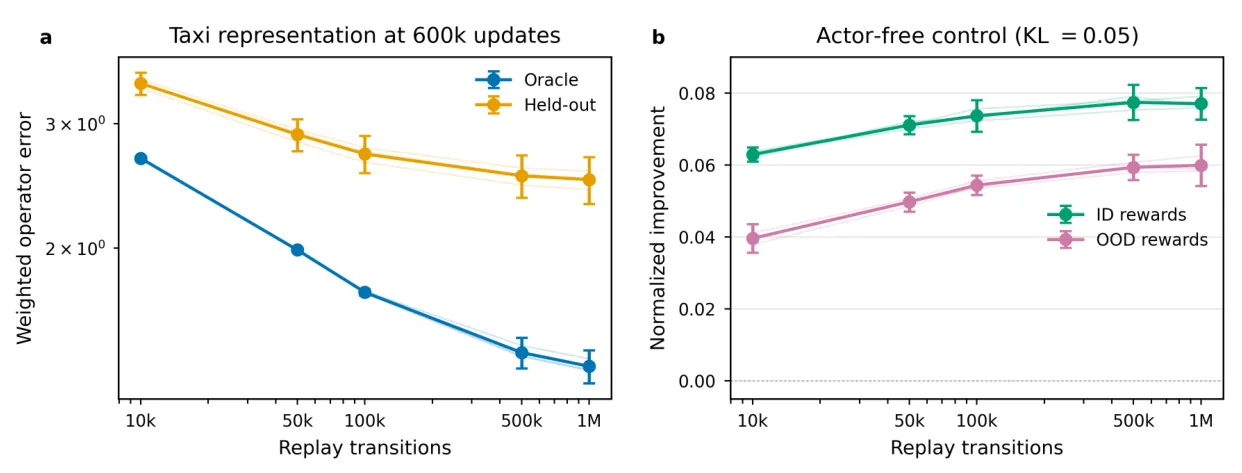 a
Taxi representation at 600k updates
Weighted operator error
3 × 10⁰
2 × 10⁰
Oracle
Held-out
10k
50k
100k
500k
1M
Replay transitions
b
Actor-free control (KL = 0.05)
Normalized improvement
0.08
0.06
0.04
0.02
0.00
ID rewards
OOD rewards
10k
50k
100k
500k
1M
Replay transitions